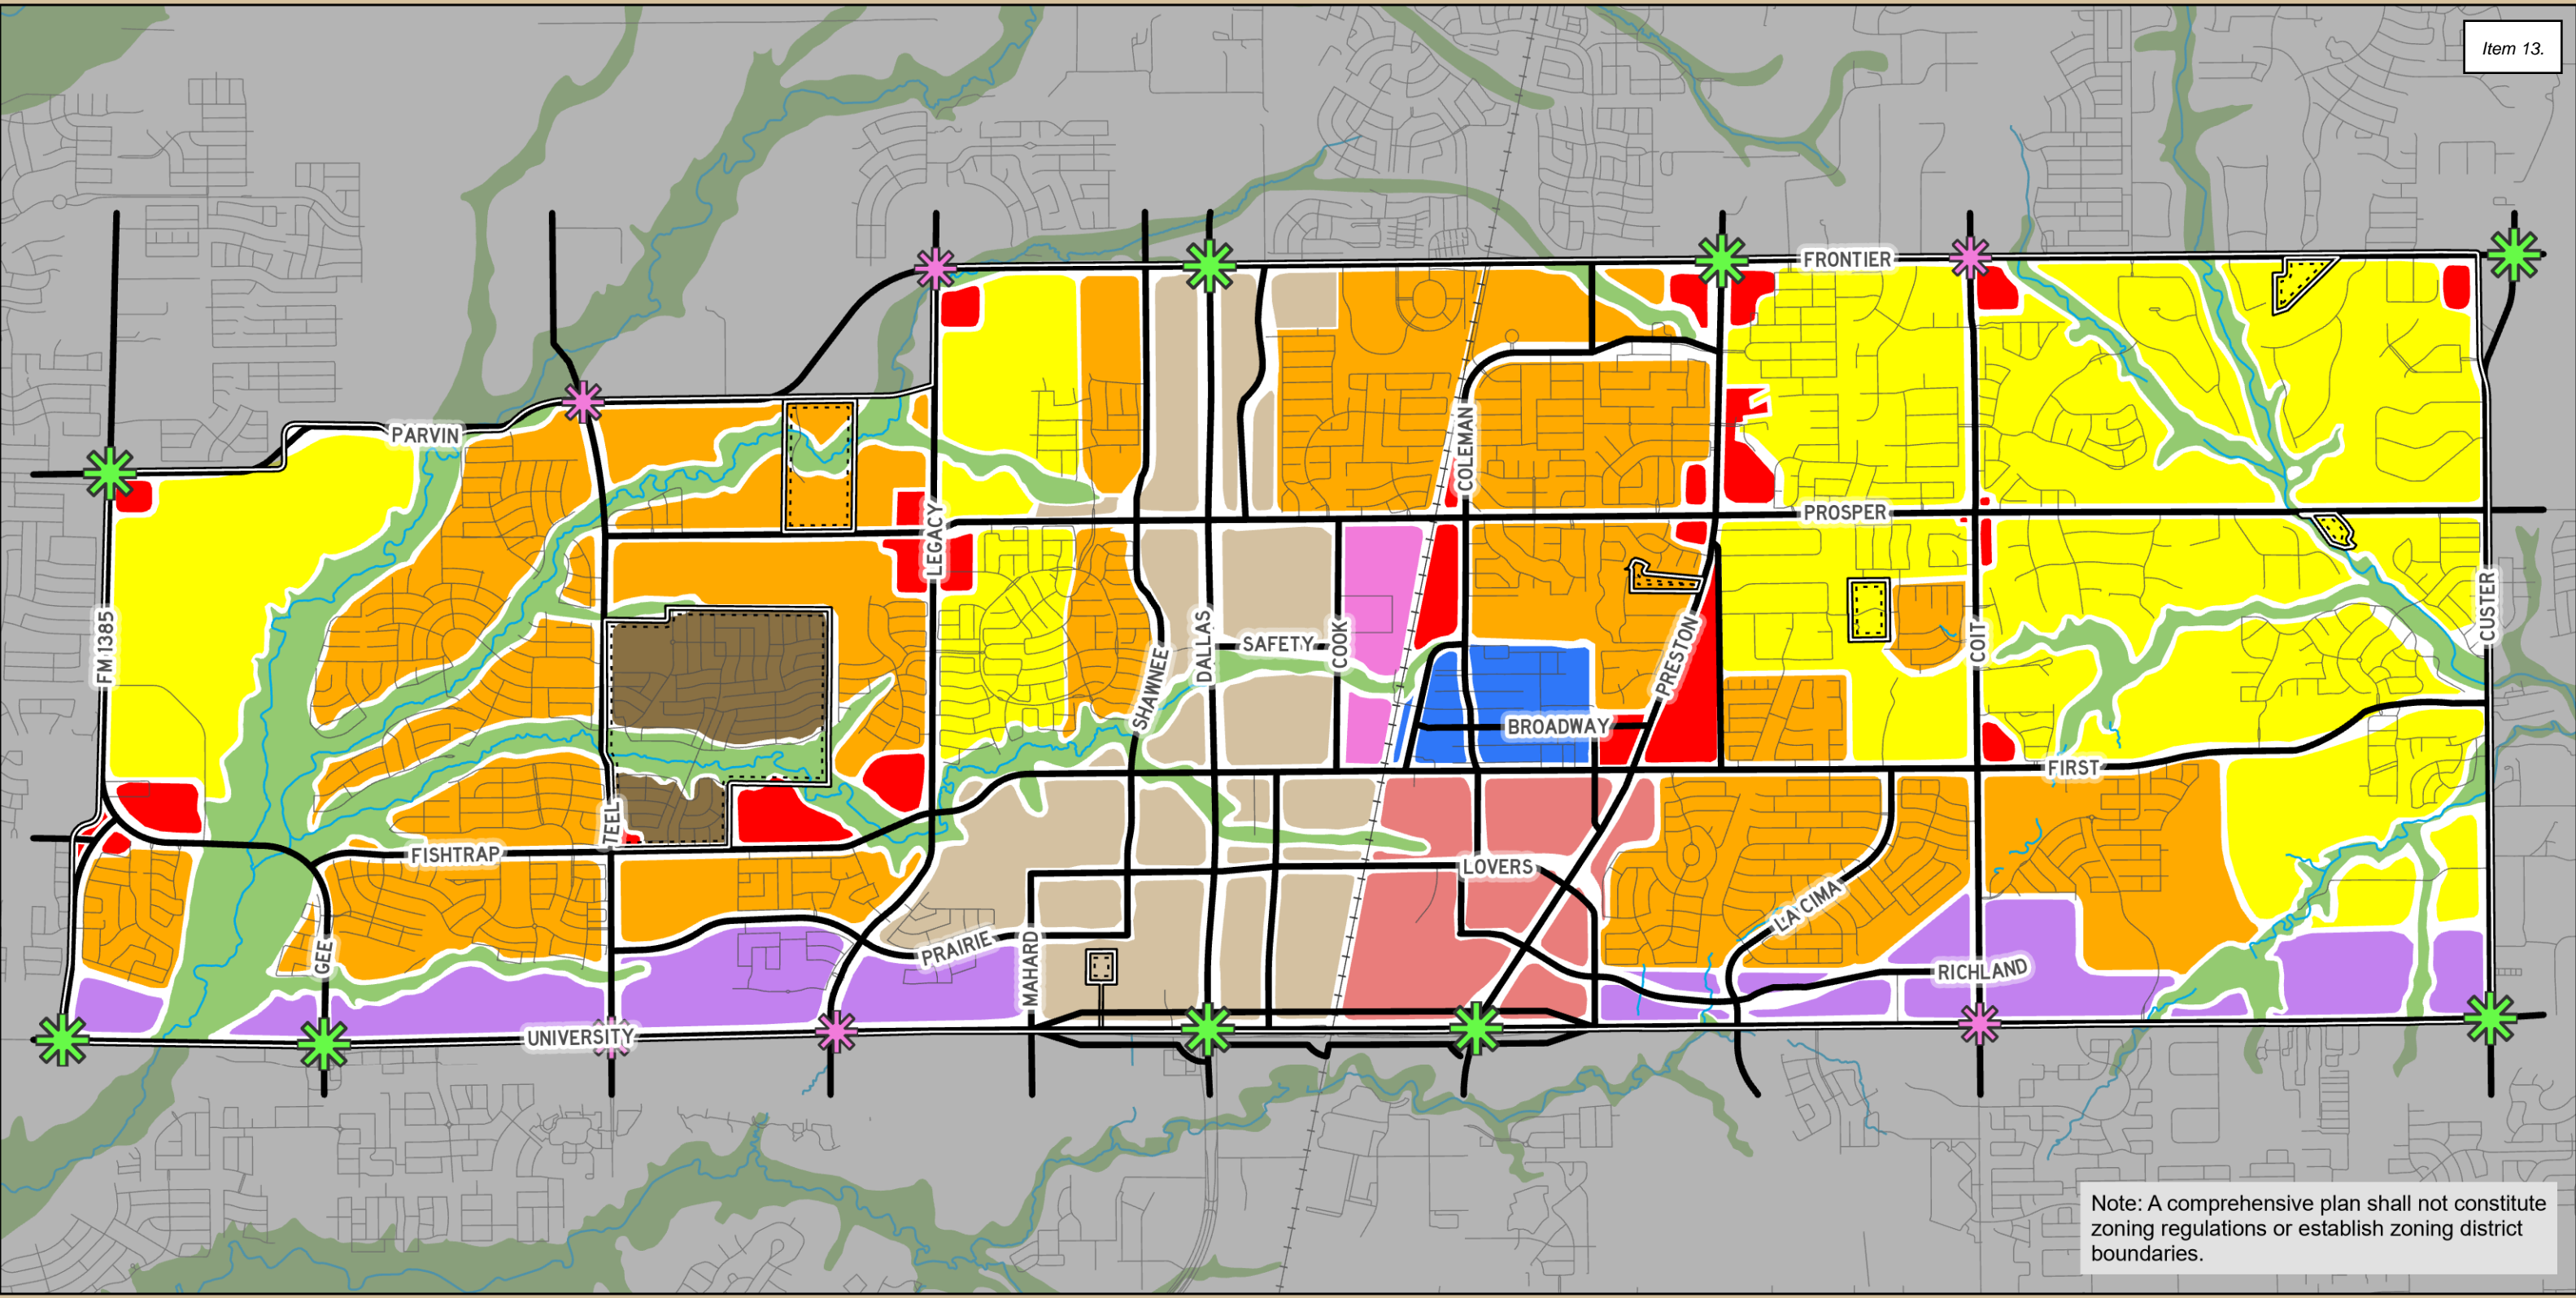 Item 13.
FRONTIER
PARVIN
COLEMAN
LEGACY
PROSPER
FM 1385
DALLAS
SAFETY
COOK
SHAWNEE
PRESTON
COIT
CUSTER
BROADWAY
FIRST
TEEL
FISHTRAP
LOVERS
LA CIMA
GEE
PRAIRIE
MAHARD
RICHLAND
UNIVERSITY
Note: A comprehensive plan shall not constitute
zoning regulations or establish zoning district
boundaries.